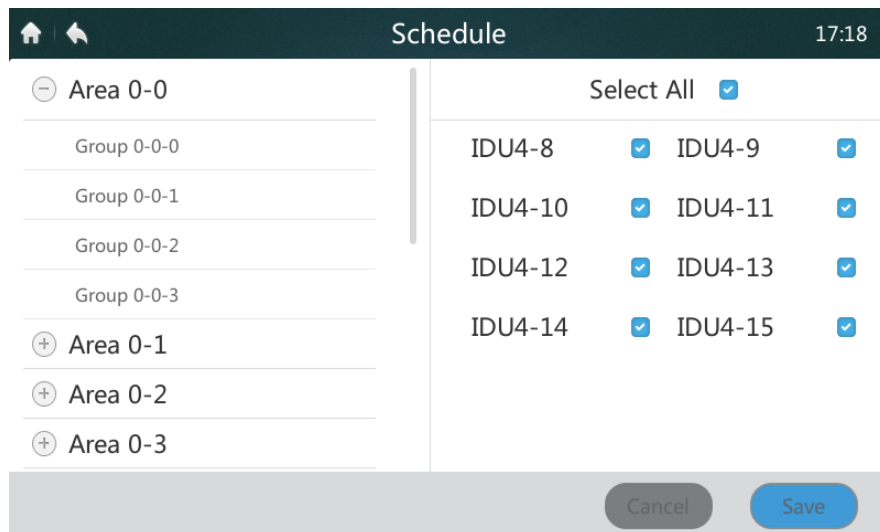 Schedule
17:18
Area 0-0
Group 0-0-0
Group 0-0-1
Group 0-0-2
Group 0-0-3
Area 0-1
Area 0-2
Area 0-3
Select All
IDU4-8 IDU4-9
IDU4-10 IDU4-11
IDU4-12 IDU4-13
IDU4-14 IDU4-15
Cancel Save